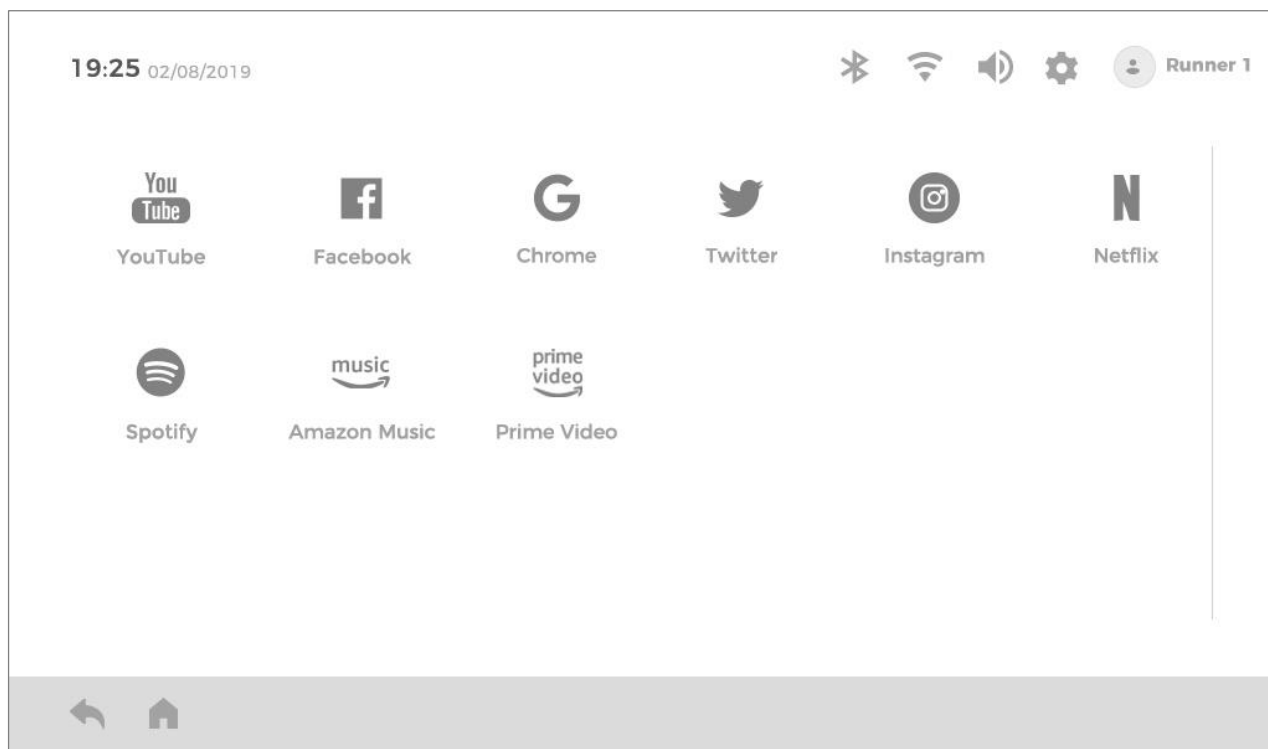 19:25 02/08/2019
Runner 1
You
Tube
YouTube
Facebook
Chrome
Twitter
Instagram
Netflix
music
prime
video
Spotify
Amazon Music
Prime Video